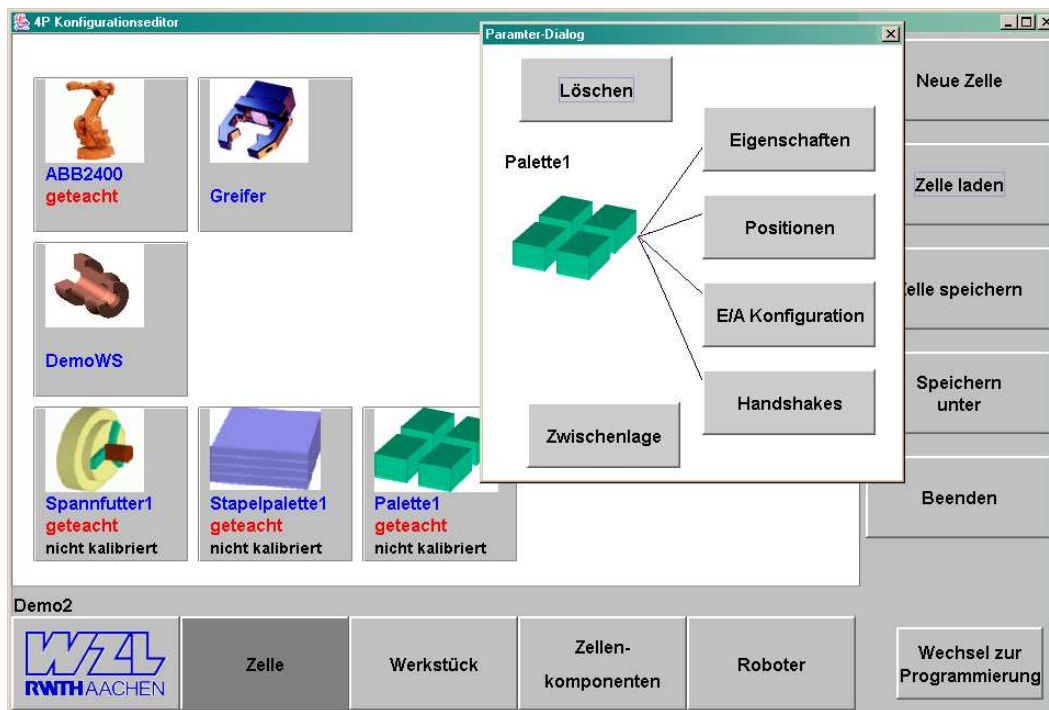 4P Konfigurationseditor
Paramter-Dialog
Löschen
Palette1
Eigenschaften
Positionen
E/A Konfiguration
Handshakes
Zwischenlage
Neue Zelle
Zelle laden
Zelle speichern
Speichern
unter
Beenden
ABB2400
geteacht
Greifer
DemoWS
Spannfutter1
geteacht
nicht kalibriert
Stapelpalette1
geteacht
nicht kalibriert
Palette1
geteacht
nicht kalibriert
Demo2
WZL
RWTH AACHEN
Zelle
Werkstück
Zellen-
komponenten
Roboter
Wechsel zur
Programmierung